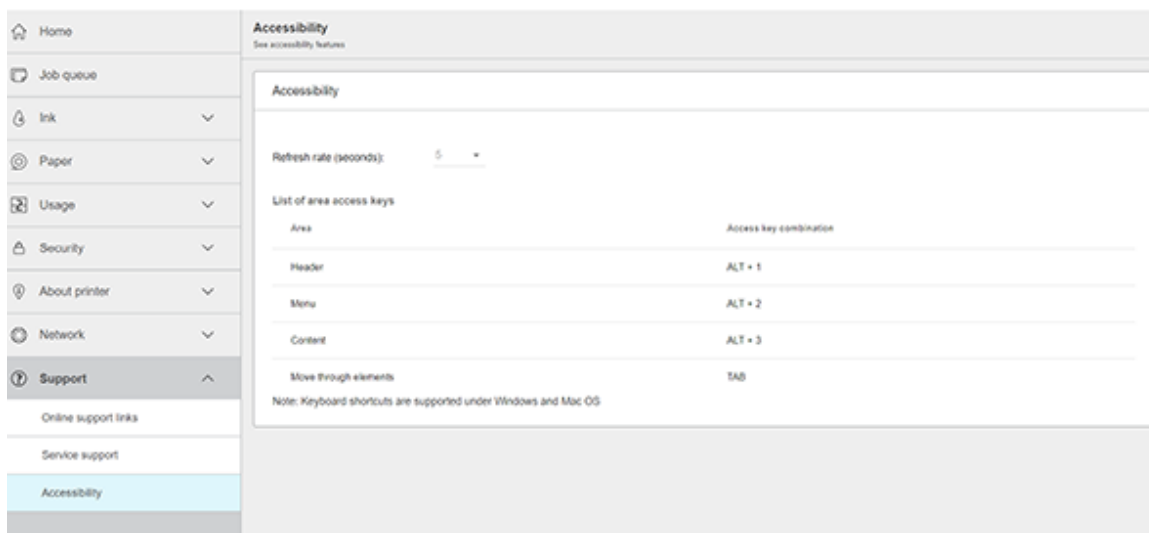 Home
Job queue
Ink
Paper
Usage
Security
About printer
Network
Support
Online support links
Service support
Accessibility
Accessibility
See accessibility features
Accessibility
Refresh rate (seconds): 5
List of area access keys
Area Access key combination
Header ALT + 1
Menu ALT + 2
Content ALT + 3
Move through elements TAB
Note: Keyboard shortcuts are supported under Windows and Mac OS